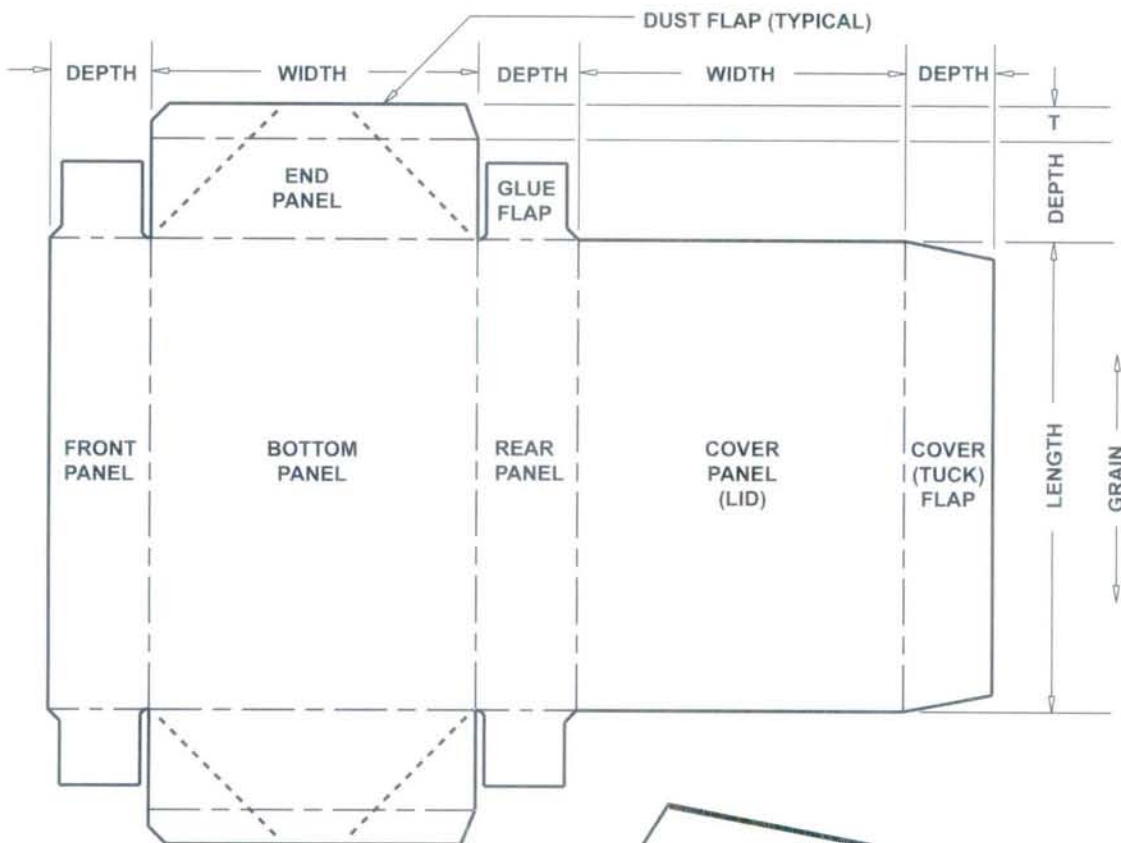 DUST FLAP (TYPICAL)
DEPTH
WIDTH
DEPTH
WIDTH
DEPTH
T
DEPTH
END
PANEL
GLUE
FLAP
FRONT
PANEL
BOTTOM
PANEL
REAR
PANEL
COVER
PANEL
(LID)
COVER
(TUCK)
FLAP
LENGTH
GRAIN